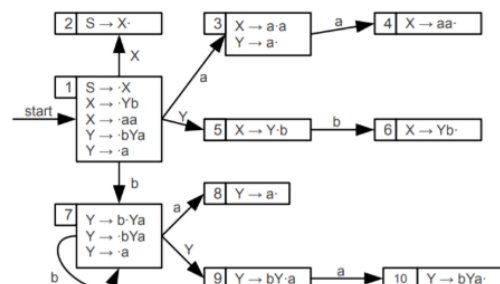 2 S → X·
X
3 X → a·a
Y → a·
a
4 X → aa·
a
1 S → ·X
X → ·Yb
X → ·aa
Y → ·bYa
Y → ·a
start
Y
5 X → Y·b
b
6 X → Yb·
b
7 Y → b·Ya
Y → ·bYa
Y → ·a
a
8 Y → a·
Y
b
9 Y → bY·a
a
10 Y → bYa·